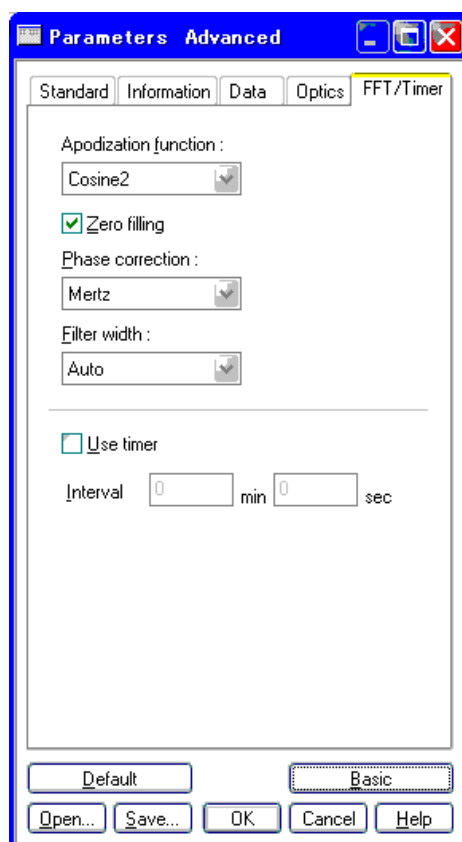 Parameters Advanced
Standard Information Data Optics FFT/Timer
Apodization function :
Cosine2
Zero filling
Phase correction :
Mertz
Filter width :
Auto
Use timer
Interval 0 min 0 sec
Default Basic
Open... Save... OK Cancel Help